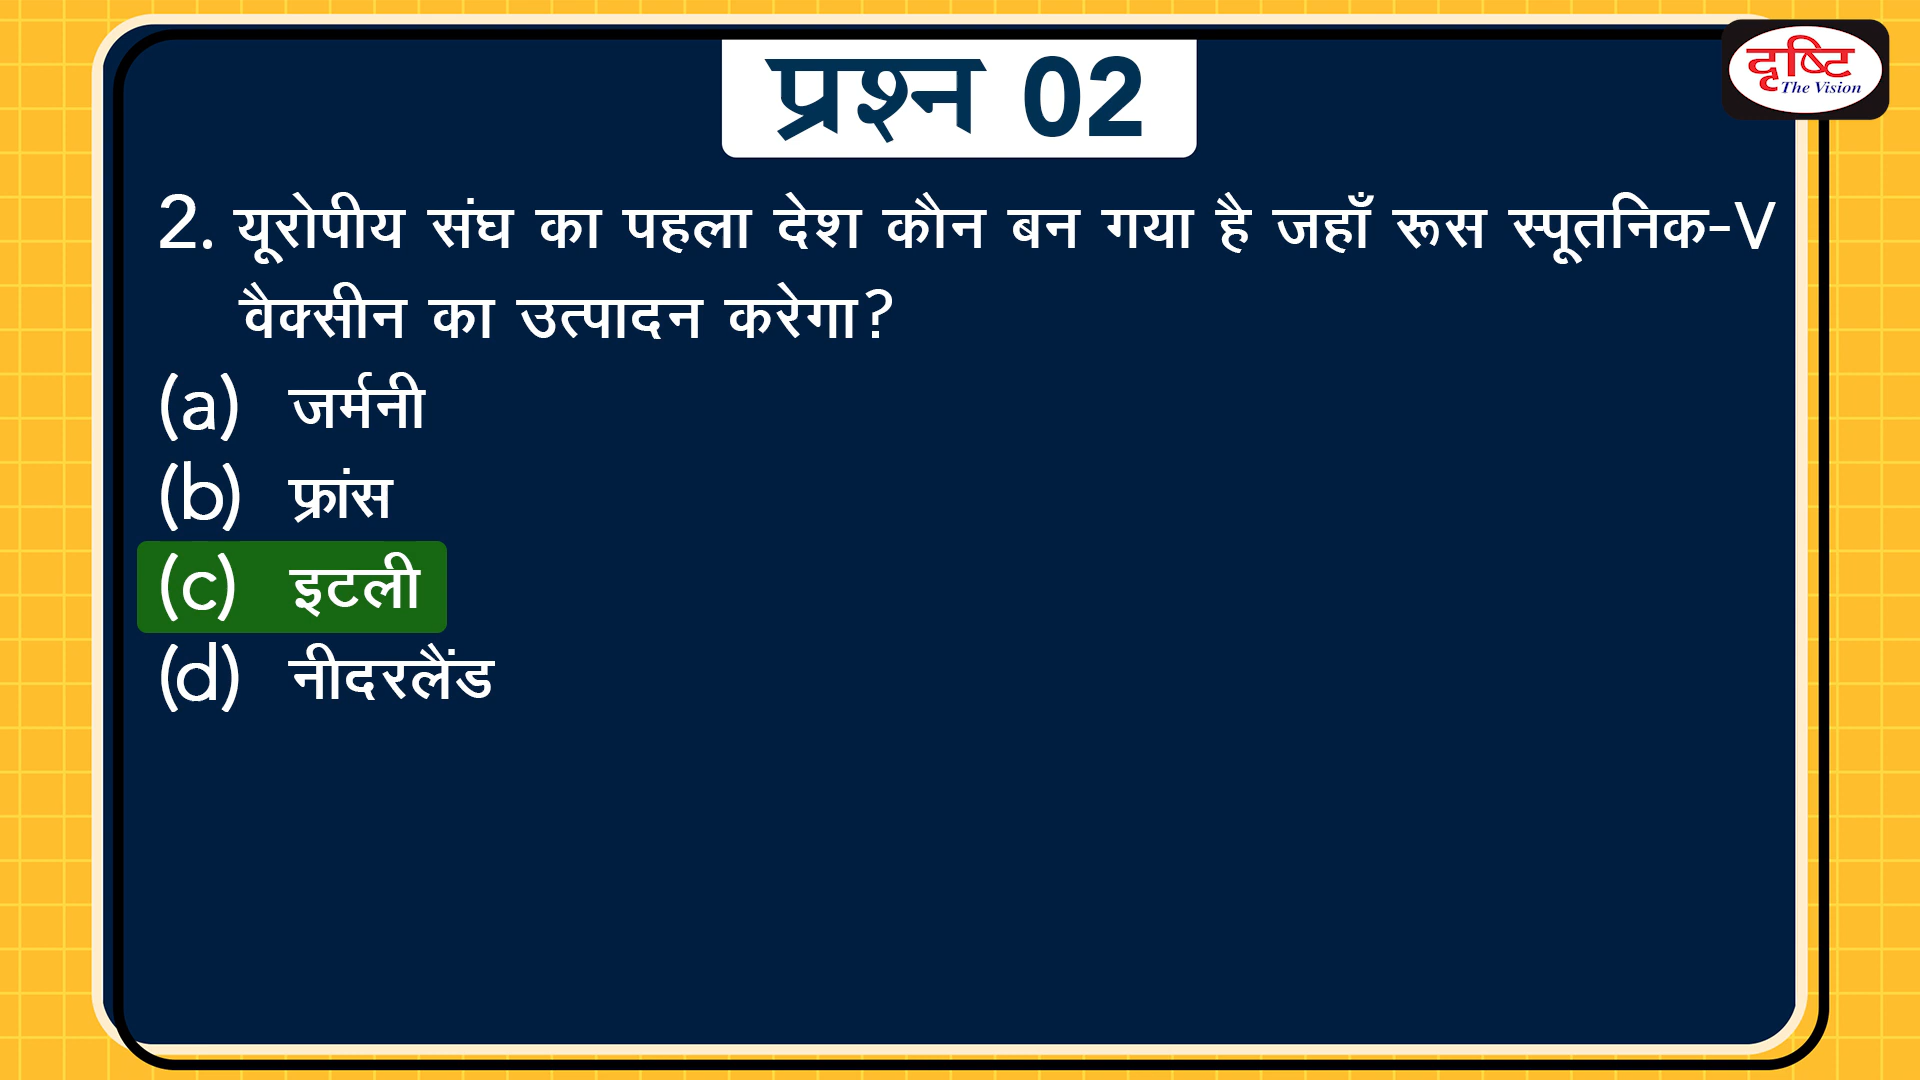 प्रश्न 02
दृष्टि
The Vision
2. यूरोपीय संघ का पहला देश कौन बन गया है जहाँ रूस स्पूतनिक-V
वैक्सीन का उत्पादन करेगा?
(a) जर्मनी
(b) फ्रांस
(c) इटली
(d) नीदरलैंड